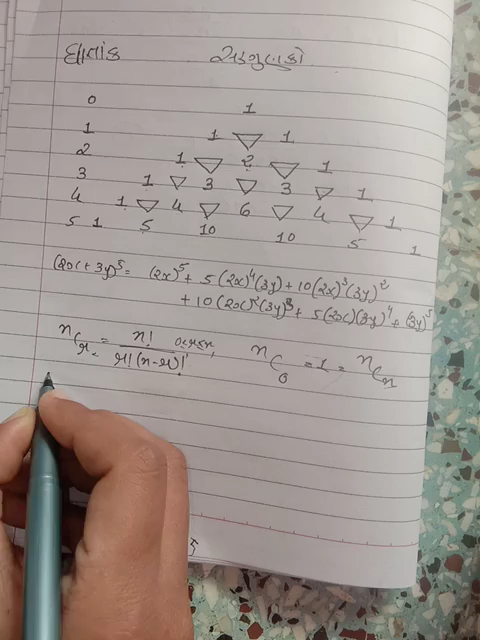 ઘાતાંક સહગુણકો
0 1
1 1 1
2 1 2 1
3 1 3 3 1
4 1 4 6 4 1
5 1 5 10 10 5 1
(2x+3y)⁵ = (2x)⁵ + 5(2x)⁴(3y) + 10(2x)³(3y)²
+ 10(2x)²(3y)³ + 5(2x)(3y)⁴ + (3y)⁵
ⁿCᵣ = n!/r!(n-r)! 0≤r≤n, ⁿC₀ = 1 = ⁿCₙ